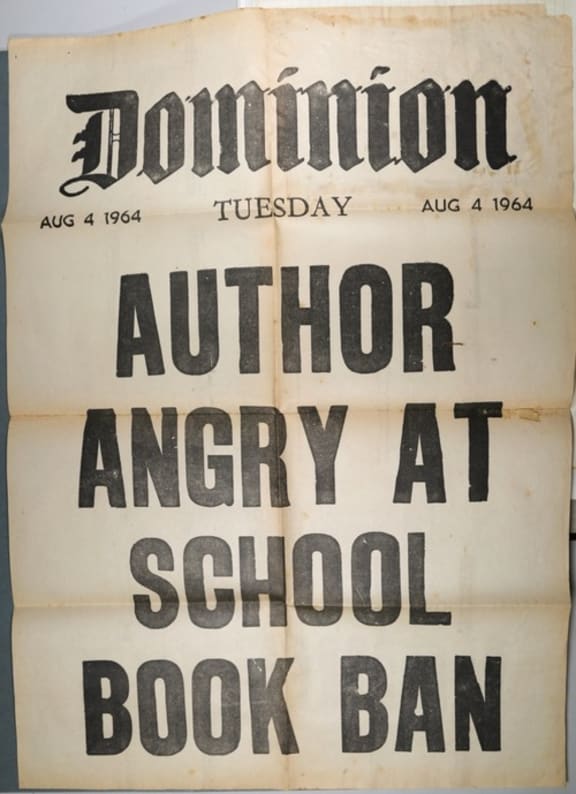 Dominion
AUG 4 1964 TUESDAY AUG 4 1964
AUTHOR
ANGRY AT
SCHOOL
BOOK BAN